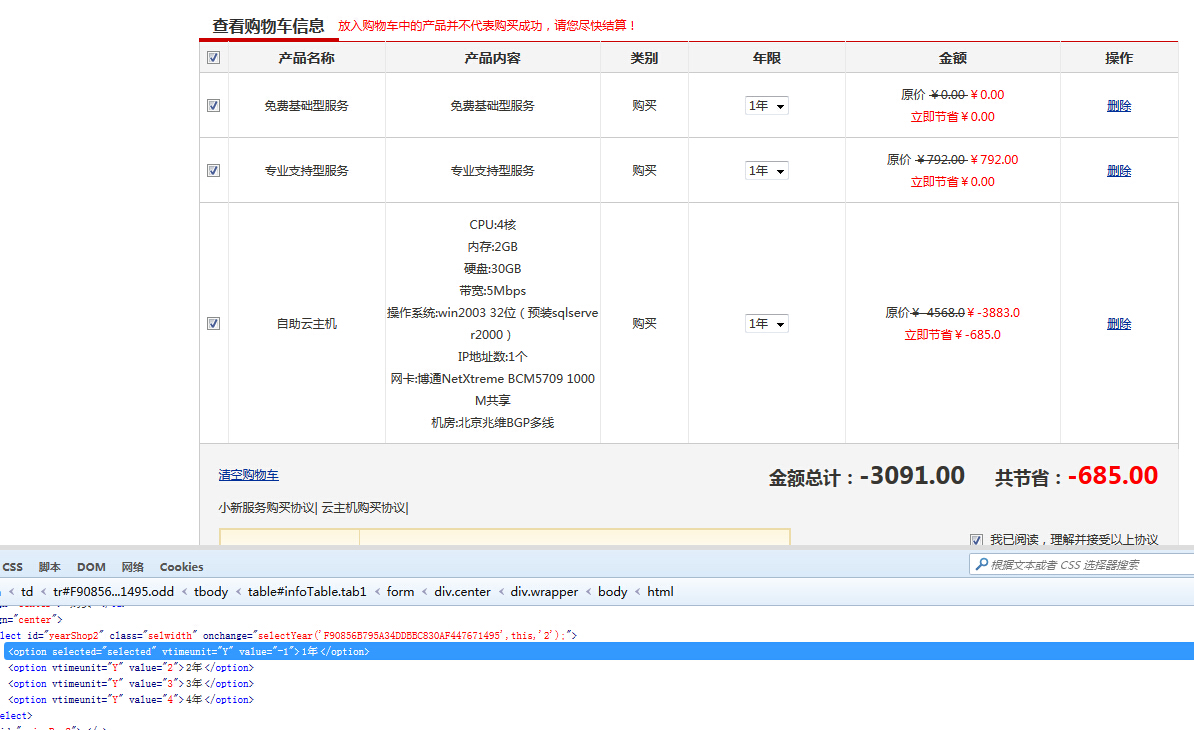 查看购物车信息 放入购物车中的产品并不代表购买成功，请您尽快结算！
产品名称 产品内容 类别 年限 金额 操作
免费基础型服务 免费基础型服务 购买 1年 原价 ￥0.00 ￥0.00 删除
立即节省￥0.00
专业支持型服务 专业支持型服务 购买 1年 原价 ￥792.00 ￥792.00 删除
立即节省￥0.00
CPU:4核
内存:2GB
硬盘:30GB
带宽:5Mbps
操作系统:win2003 32位（预装sqlserve
r2000）
自助云主机 购买 1年 原价￥ -4568.0￥ -3883.0 删除
立即节省￥ -685.0
IP地址数:1个
网卡:博通NetXtreme BCM5709 1000
M共享
机房:北京兆维BGP多线
清空购物车 金额总计：-3091.00 共节省：-685.00
小新服务购买协议| 云主机购买协议|
我已阅读，理解并接受以上协议
CSS 脚本 DOM 网络 Cookies 根据文本或者 CSS 选择器搜索
< td < tr#F90856...1495.odd < tbody < table#infoTable.tab1 < form < div.center < div.wrapper < body < html
gn="center">
lect id="yearShop2" class="selwidth" onchange="selectYear('F90856B795A34DDBBC830AF447671495',this,'2');">
<option selected="selected" vtimeunit="Y" value="-1">1年</option>
<option vtimeunit="Y" value="2">2年</option>
<option vtimeunit="Y" value="3">3年</option>
<option vtimeunit="Y" value="4">4年</option>
elect>